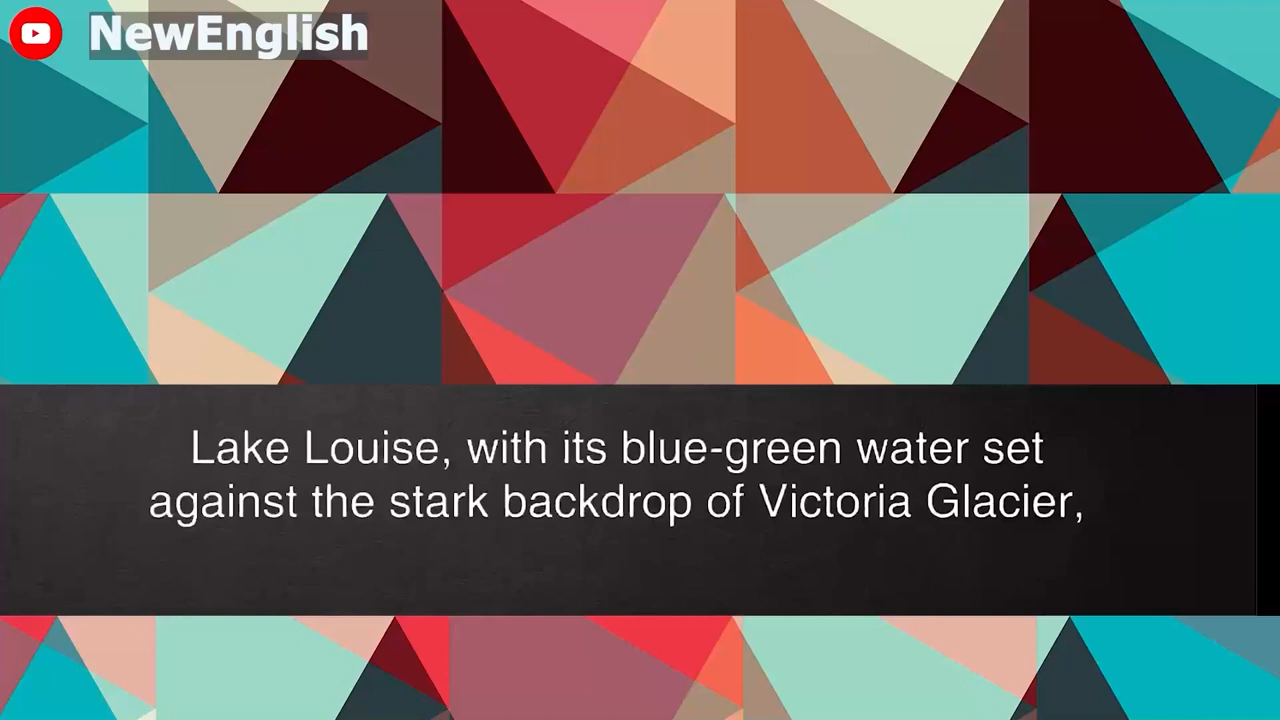 NewEnglish
Lake Louise, with its blue-green water set
against the stark backdrop of Victoria Glacier,